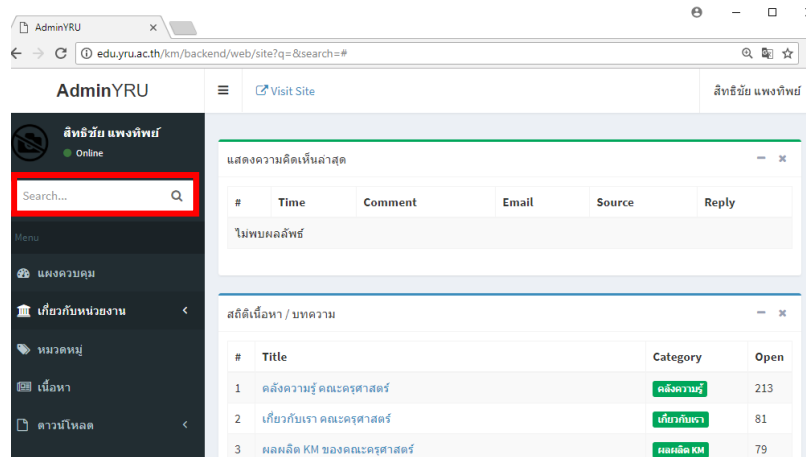 AdminYRU
edu.yru.ac.th/km/backend/web/site?q=&search=#
AdminYRU
Visit Site
สิทธิชัย แพงทิพย์
สิทธิชัย แพงทิพย์
Online
Search...
Menu
แผงควบคุม
เกี่ยวกับหน่วยงาน
หมวดหมู่
เนื้อหา
ดาวน์โหลด
แสดงความคิดเห็นล่าสุด
# Time Comment Email Source Reply
ไม่พบผลลัพธ์
สถิติเนื้อหา / บทความ
# Title Category Open
1 คลังความรู้ คณะครุศาสตร์ คลังความรู้ 213
2 เกี่ยวกับเรา คณะครุศาสตร์ เกี่ยวกับเรา 81
3 ผลผลิต KM ของคณะครุศาสตร์ ผลผลิต KM 79